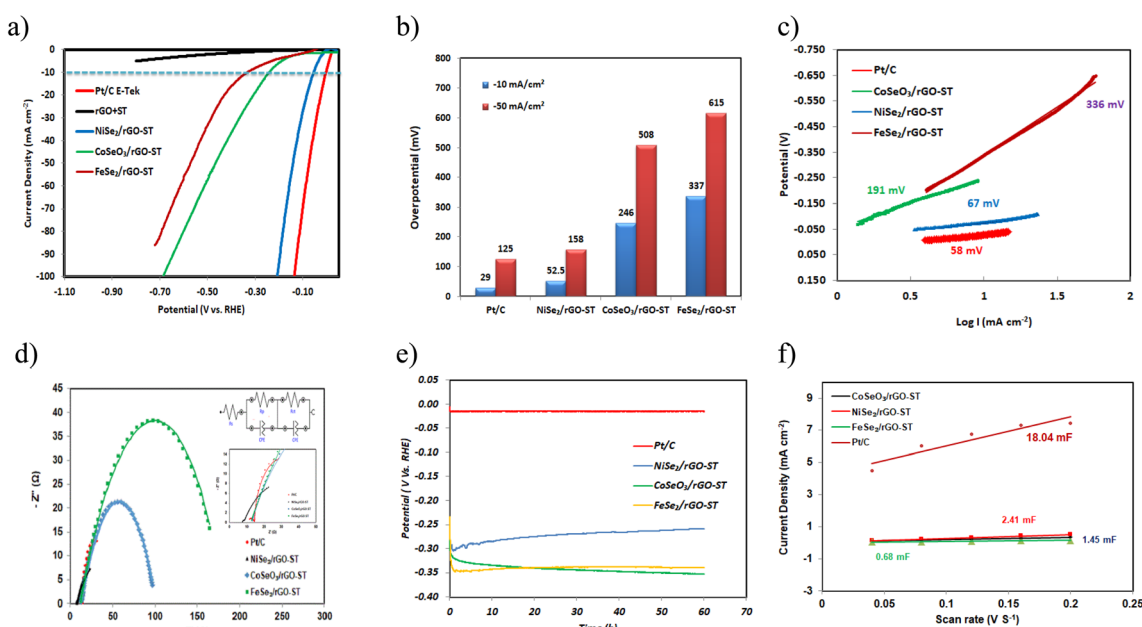 a)
0
-10
-20
-30
-40
-50
-60
-70
-80
-90
-100
Current Density (mA cm⁻²)
-1.10
-0.70
-0.30
-0.10
Potential (V vs. RHE)
Pt/C E-Tek
rGO+ST
NiSe₂/rGO-ST
CoSeO₃/rGO-ST
FeSe₂/rGO-ST
b)
800
700
600
500
400
300
200
100
0
Overpotential (mV)
-10 mA/cm²
-50 mA/cm²
29
125
52.5
158
246
508
337
615
Pt/C
NiSe₂/rGO-ST
CoSeO₃/rGO-ST
FeSe₂/rGO-ST
c)
-0.750
-0.650
-0.550
-0.450
-0.350
-0.250
-0.150
-0.050
0.050
0.150
Potential (V)
Pt/C
CoSeO₃/rGO-ST
NiSe₂/rGO-ST
FeSe₂/rGO-ST
336 mV
191 mV
67 mV
58 mV
0
0.5
1
1.5
2
Log I (mA cm⁻²)
d)
45
40
35
30
25
20
15
10
5
0
- Z" (Ω)
Pt/C
NiSe₂/rGO-ST
CoSeO₃/rGO-ST
FeSe₂/rGO-ST
0
50
100
150
200
250
300
e)
0.05
0.00
-0.05
-0.10
-0.15
-0.20
-0.25
-0.30
-0.35
-0.40
Potential (V Vs. RHE)
Pt/C
NiSe₂/rGO-ST
CoSeO₃/rGO-ST
FeSe₂/rGO-ST
0
10
20
30
40
50
60
70
Time (h)
f)
9
7
5
3
1
-1
-3
Current Density (mA cm⁻²)
CoSeO₃/rGO-ST
NiSe₂/rGO-ST
FeSe₂/rGO-ST
Pt/C
18.04 mF
2.41 mF
0.68 mF
1.45 mF
0
0.05
0.1
0.15
0.2
0.25
Scan rate (V S⁻¹)